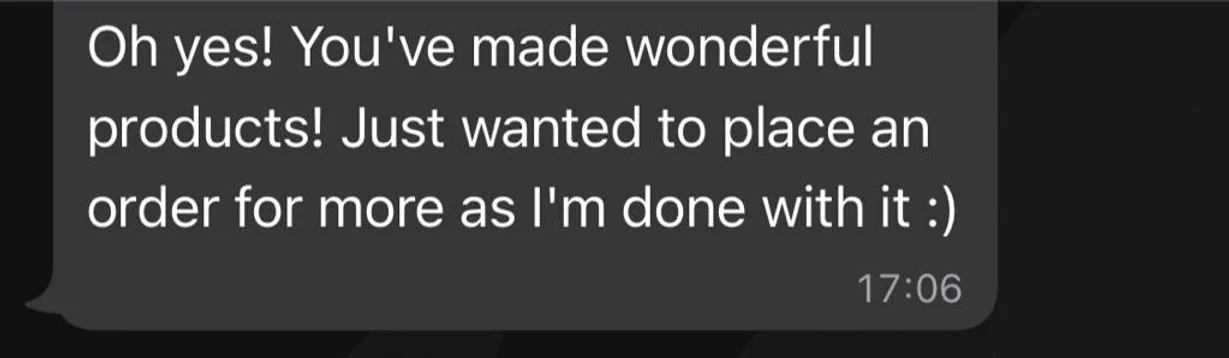 Oh yes! You've made wonderful
products! Just wanted to place an
order for more as I'm done with it :)
17:06